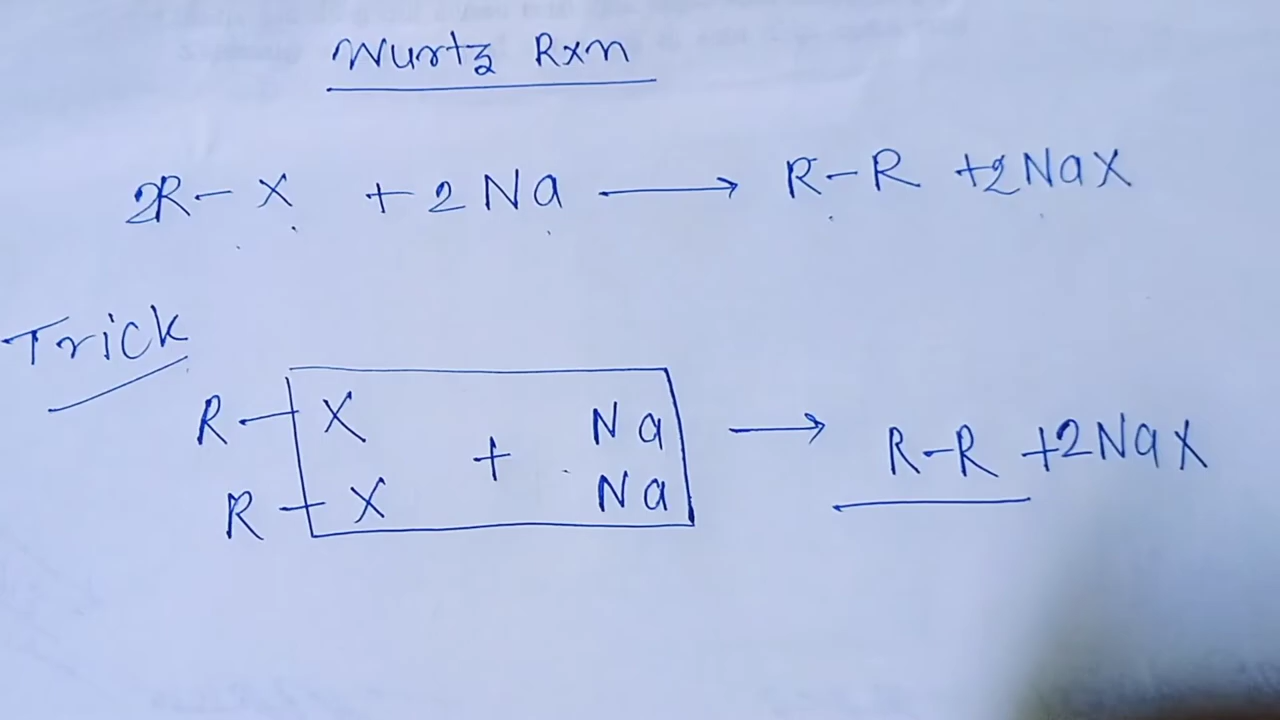 Wurtz Rxn
2R-X + 2Na ⟶ R-R + 2NaX
Trick
R-X + Na ⟶ R-R + 2NaX
R-X Na